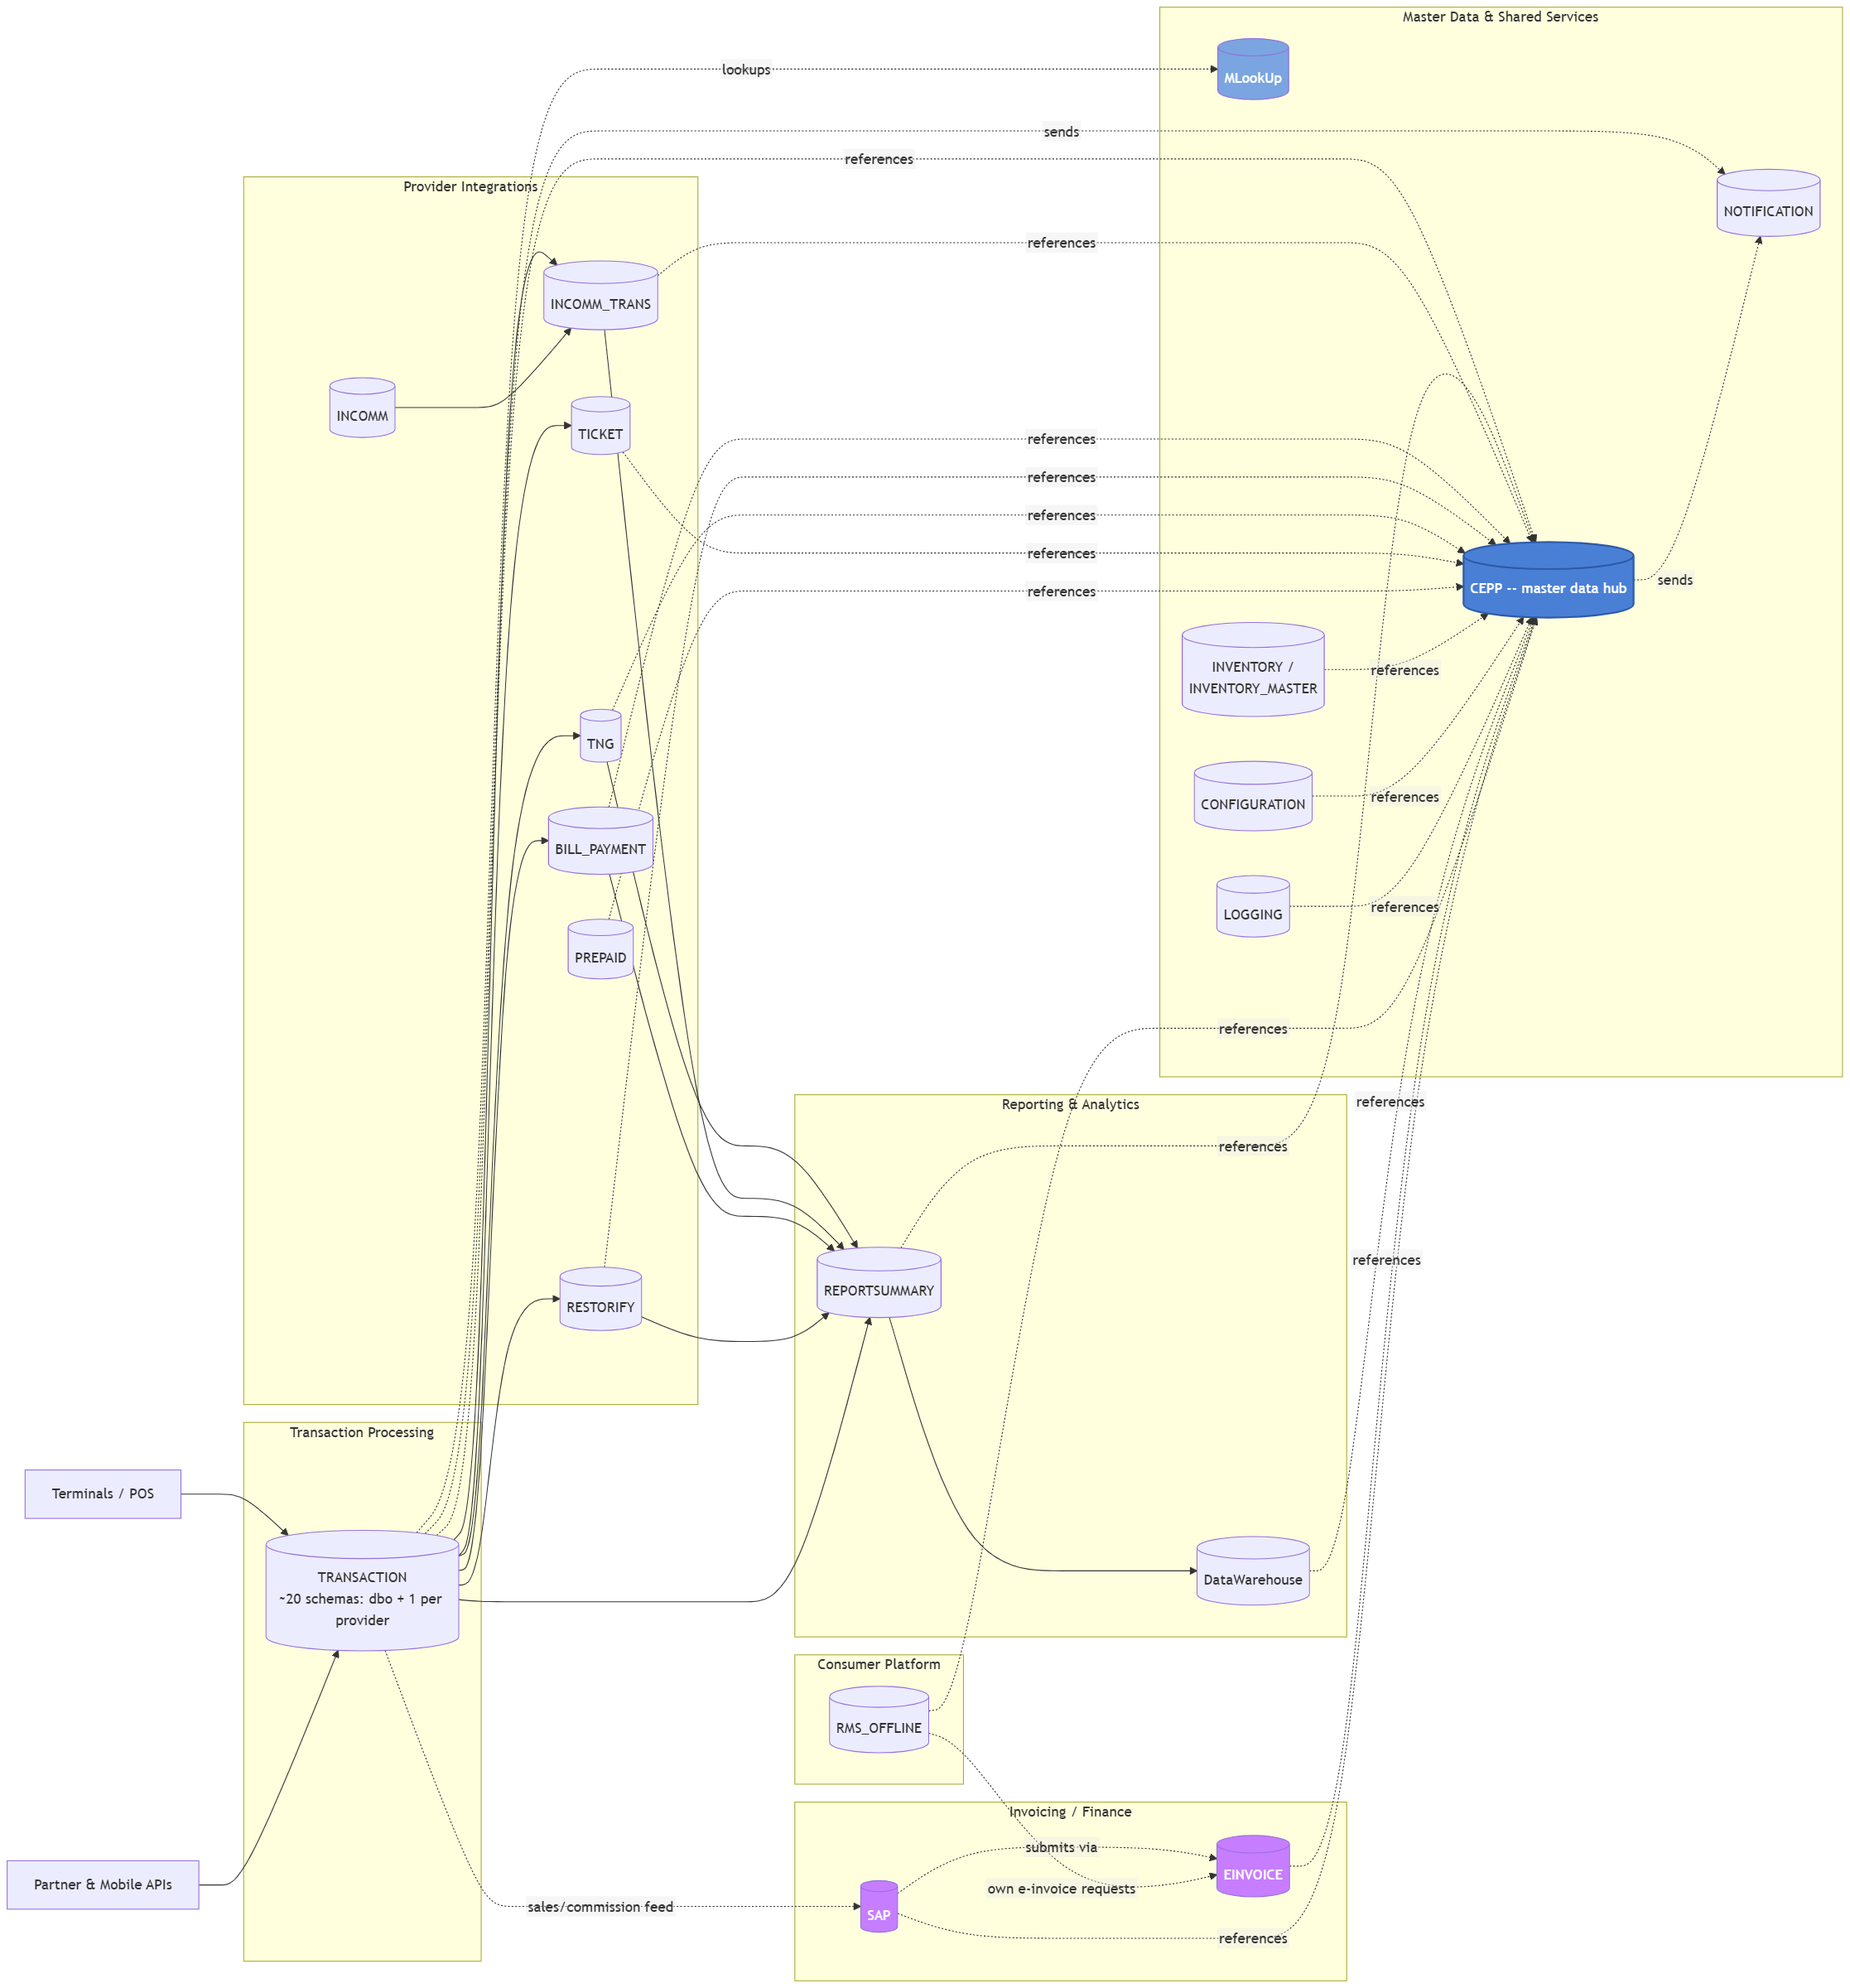 Master Data & Shared Services
MLookUp
lookups
sends
references
NOTIFICATION
Provider Integrations
references
INCOMM_TRANS
INCOMM
TICKET
references
references
references
references
references
CEPP -- master data hub
sends
INVENTORY /
INVENTORY_MASTER
references
TNG
CONFIGURATION
references
BILL_PAYMENT
LOGGING
references
PREPAID
references
Reporting & Analytics
references
references
references
REPORTSUMMARY
RESTORIFY
Transaction Processing
Terminals / POS
TRANSACTION
~20 schemas: dbo + 1 per
provider
DataWarehouse
Consumer Platform
RMS_OFFLINE
Invoicing / Finance
submits via
EINVOICE
Partner & Mobile APIs
own e-invoice requests
sales/commission feed
SAP
references